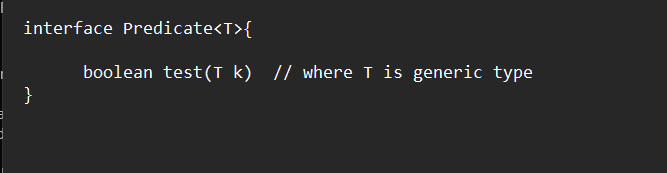 interface Predicate<T>{
boolean test(T k)  // where T is generic type
}